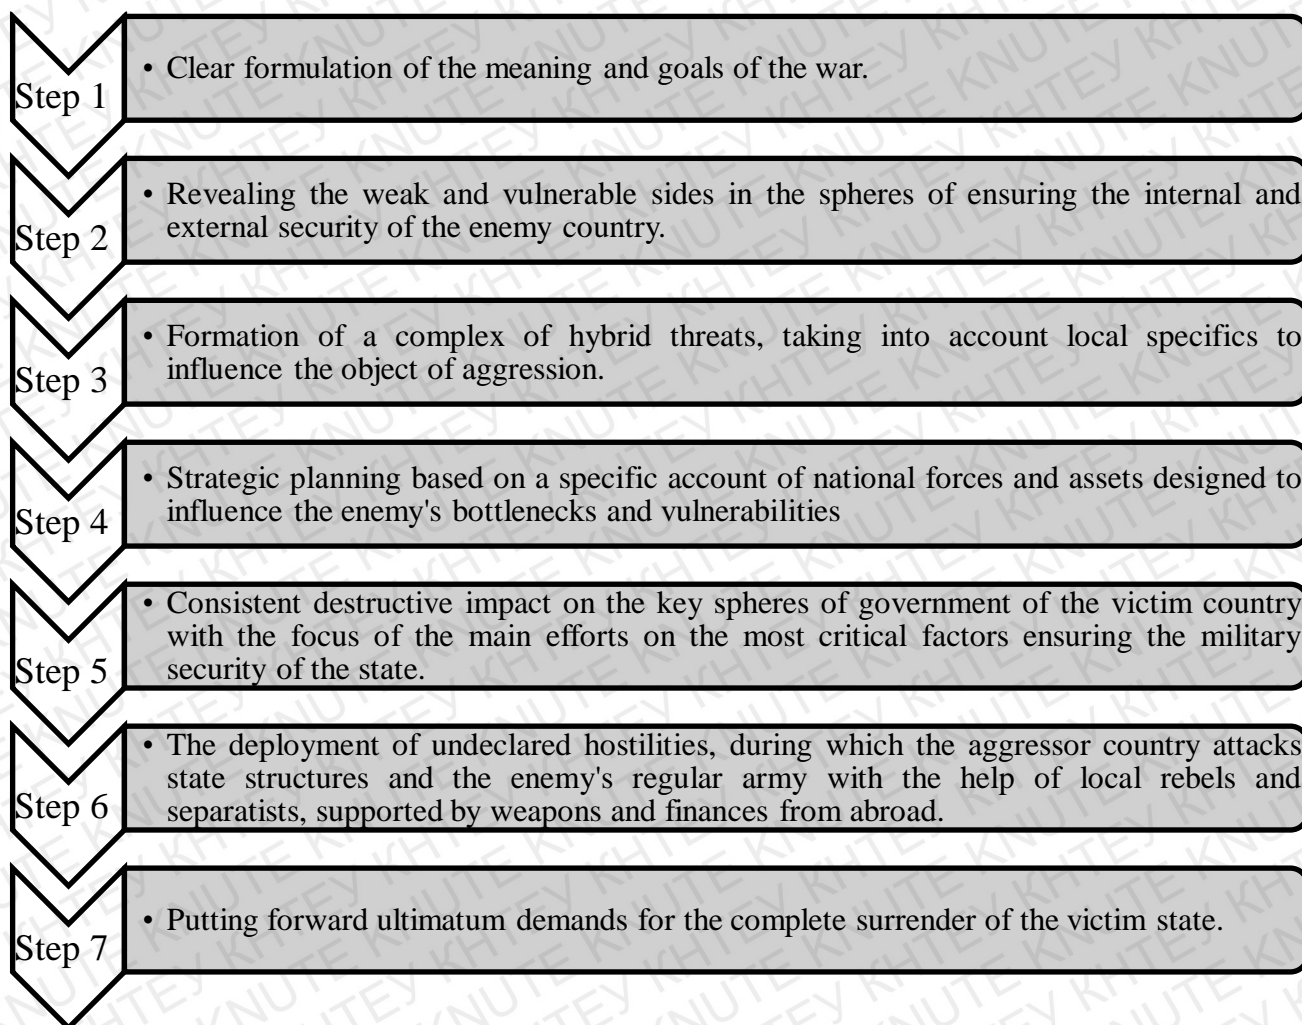 Step 1
• Clear formulation of the meaning and goals of the war.
Step 2
• Revealing the weak and vulnerable sides in the spheres of ensuring the internal and
external security of the enemy country.
Step 3
• Formation of a complex of hybrid threats, taking into account local specifics to
influence the object of aggression.
Step 4
• Strategic planning based on a specific account of national forces and assets designed to
influence the enemy's bottlenecks and vulnerabilities
Step 5
• Consistent destructive impact on the key spheres of government of the victim country
with the focus of the main efforts on the most critical factors ensuring the military
security of the state.
Step 6
• The deployment of undeclared hostilities, during which the aggressor country attacks
state structures and the enemy's regular army with the help of local rebels and
separatists, supported by weapons and finances from abroad.
Step 7
• Putting forward ultimatum demands for the complete surrender of the victim state.